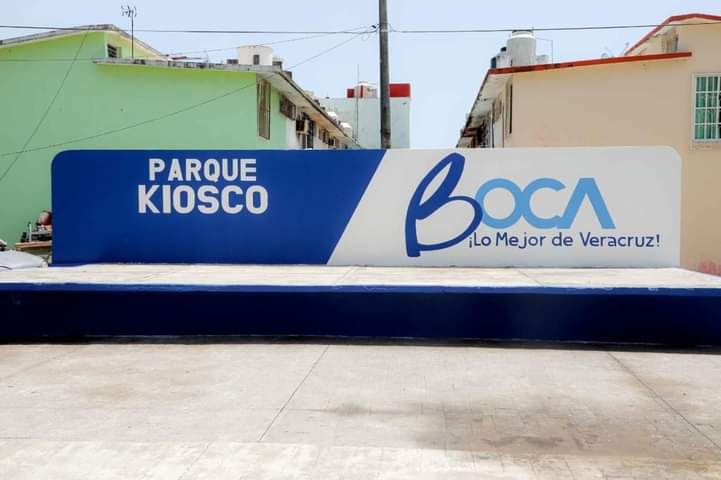 PARQUE
KIOSCO
BOCA
¡Lo Mejor de Veracruz!